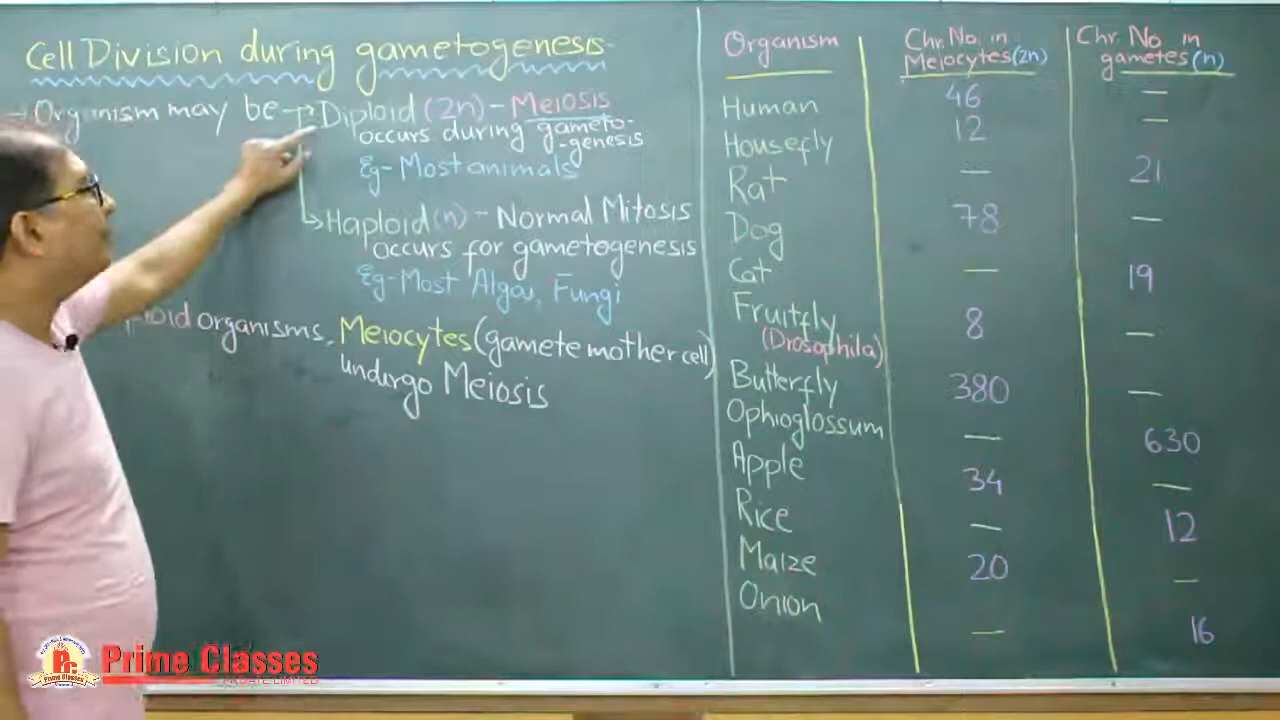 Cell Division during gametogenesis
Organism may be → Diploid (2n) - Meiosis
occurs during gameto-
-genesis
Eg- Most animals
→ Haploid (n) - Normal Mitosis
occurs for gametogenesis
Eg- Most Algae, Fungi
organisms, Meiocytes (gamete mother cell)
undergo Meiosis
Organism Chr. No. in Meiocytes (2n) Chr. No. in gametes (n)
Human 46 —
Housefly 12 —
Rat — 21
Dog 78 —
Cat — 19
Fruitfly (Drosophila) 8 —
Butterfly 380 —
Ophioglossum — 630
Apple 34 —
Rice — 12
Maize 20 —
Onion — 16
Prime Classes
PRIVATE LIMITED